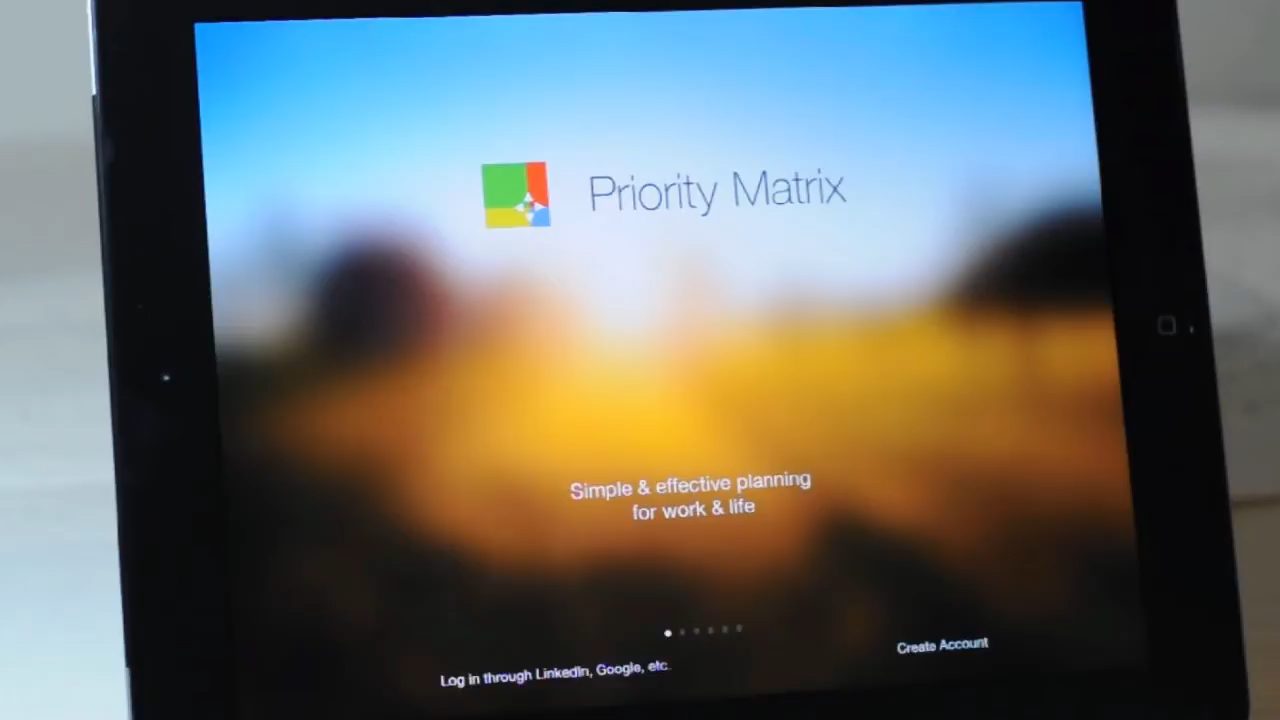 Priority Matrix
Simple & effective planning
for work & life
Create Account
Log in through LinkedIn, Google, etc.